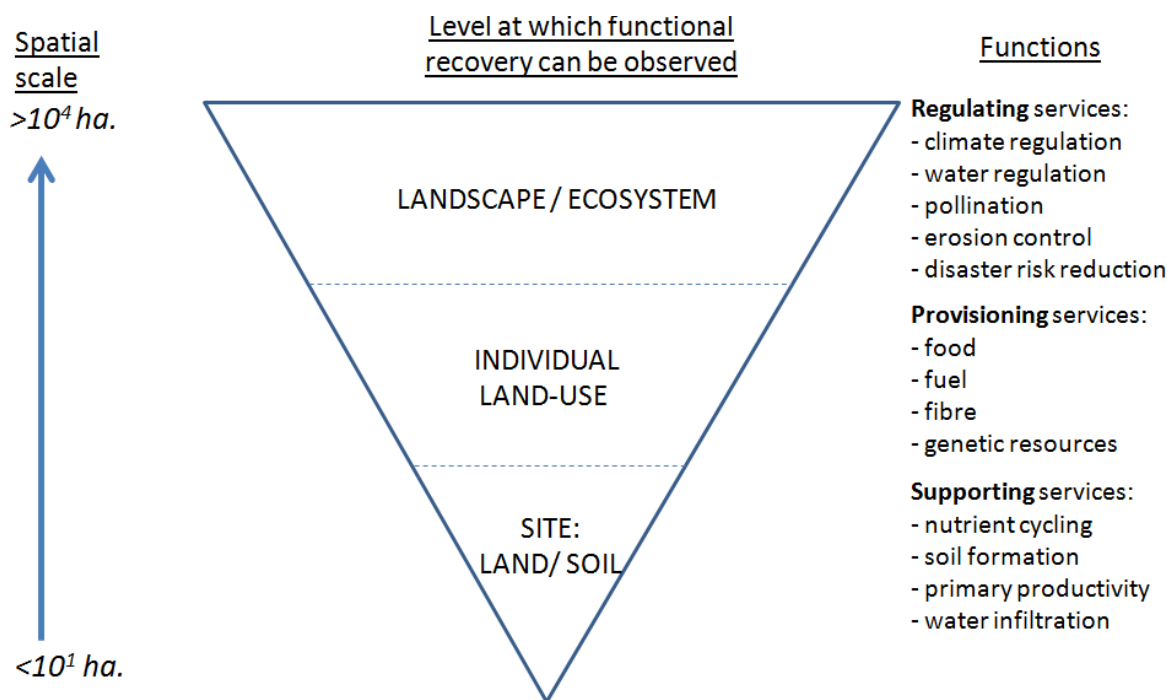 Spatial
scale
>10⁴ ha.
<10¹ ha.
Level at which functional
recovery can be observed
LANDSCAPE / ECOSYSTEM
INDIVIDUAL
LAND-USE
SITE:
LAND/ SOIL
Functions
Regulating services:
- climate regulation
- water regulation
- pollination
- erosion control
- disaster risk reduction
Provisioning services:
- food
- fuel
- fibre
- genetic resources
Supporting services:
- nutrient cycling
- soil formation
- primary productivity
- water infiltration